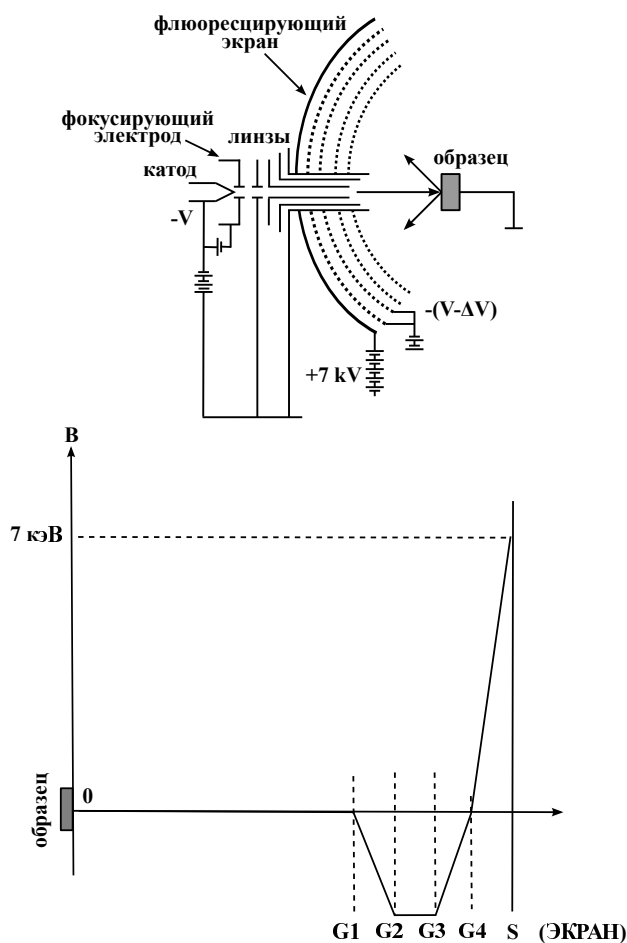 флюоресцирующий
экран
фокусирующий
электрод
линзы
катод
образец
-V
-(V-ΔV)
+7 kV
В
7 кэВ
0
образец
G1 G2 G3 G4 S (ЭКРАН)